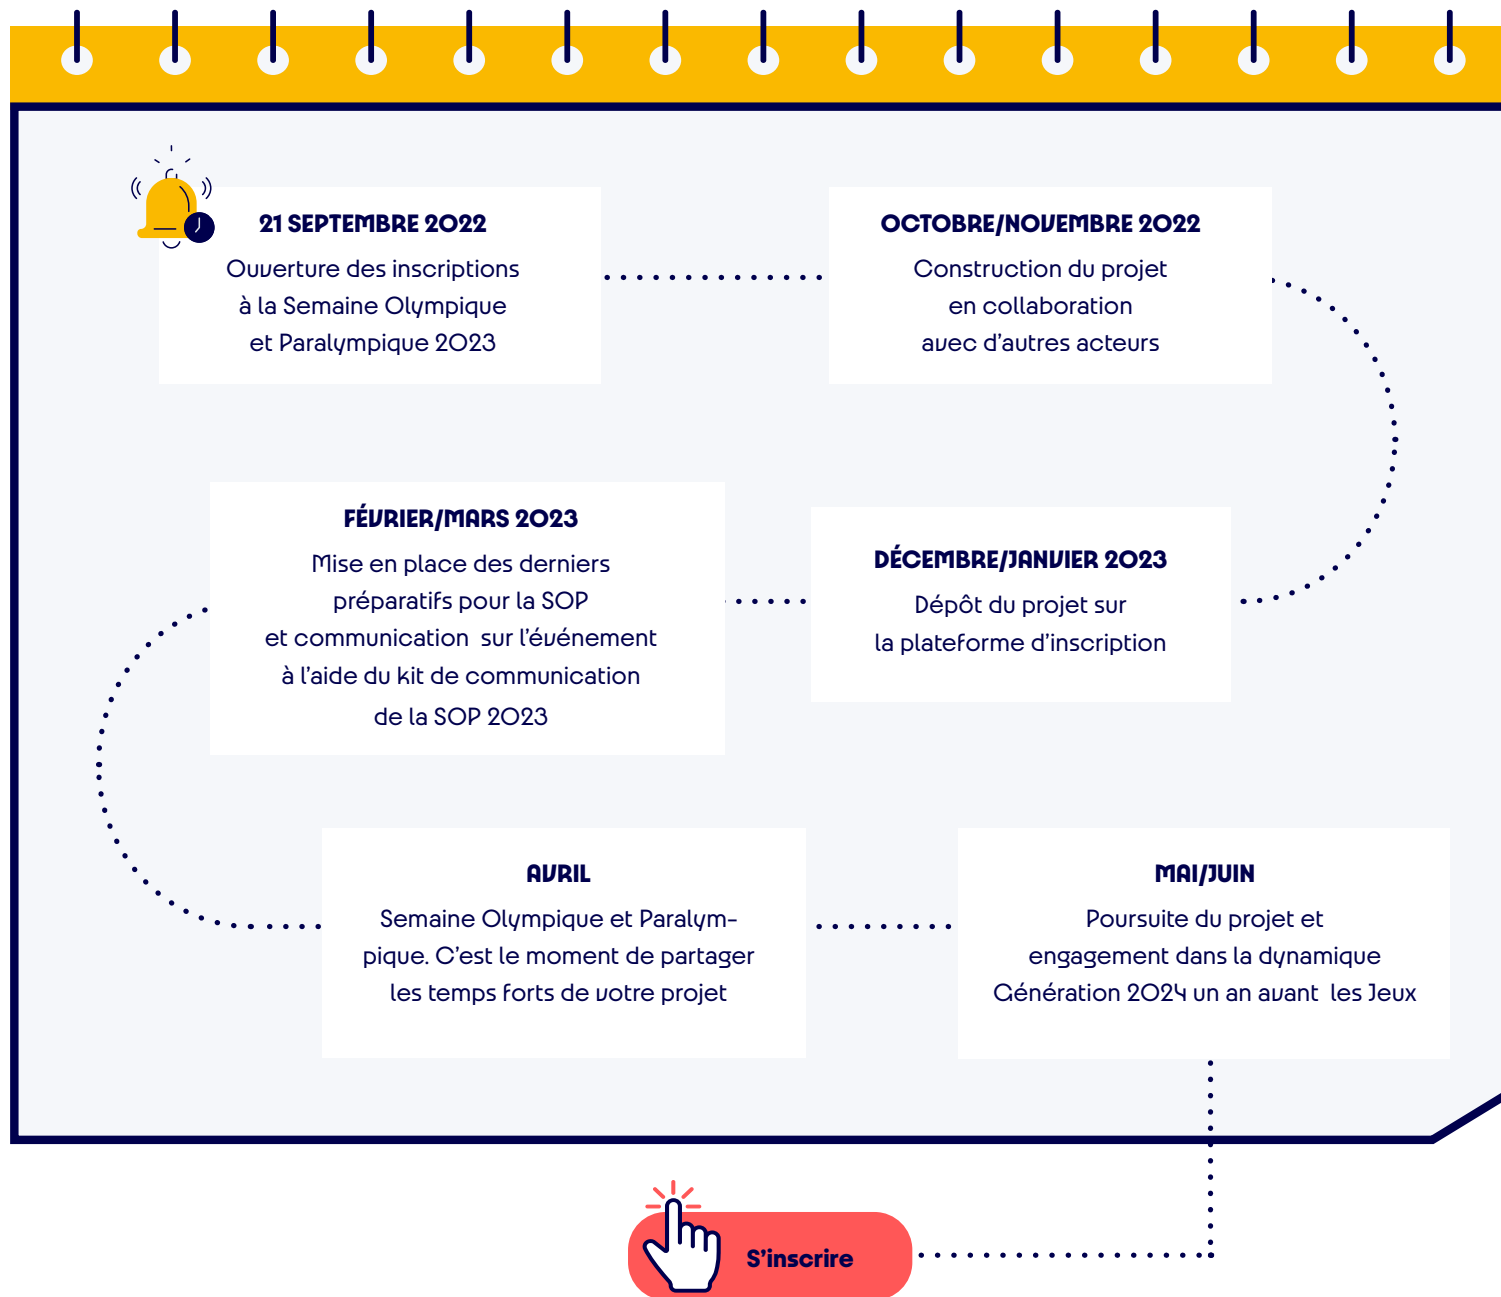 21 SEPTEMBRE 2022
Ouverture des inscriptions
à la Semaine Olympique
et Paralympique 2023
OCTOBRE/NOVEMBRE 2022
Construction du projet
en collaboration
avec d'autres acteurs
DÉCEMBRE/JANVIER 2023
Dépôt du projet sur
la plateforme d'inscription
FÉVRIER/MARS 2023
Mise en place des derniers
préparatifs pour la SOP
et communication sur l'événement
à l'aide du kit de communication
de la SOP 2023
AVRIL
Semaine Olympique et Paralym-
pique. C'est le moment de partager
les temps forts de votre projet
MAI/JUIN
Poursuite du projet et
engagement dans la dynamique
Génération 2024 un an avant les Jeux
S'inscrire